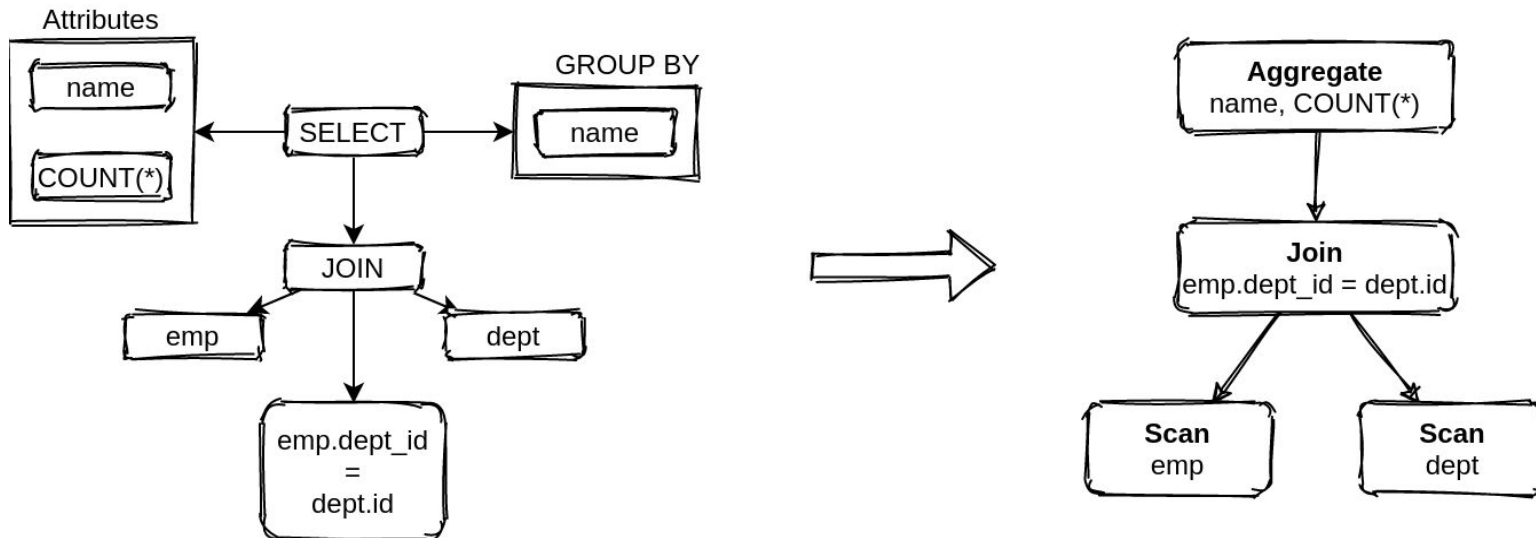 Attributes
name
COUNT(*)
SELECT
GROUP BY
name
JOIN
emp
dept
emp.dept_id
=
dept.id
Aggregate
name, COUNT(*)
Join
emp.dept_id = dept.id
Scan
emp
Scan
dept